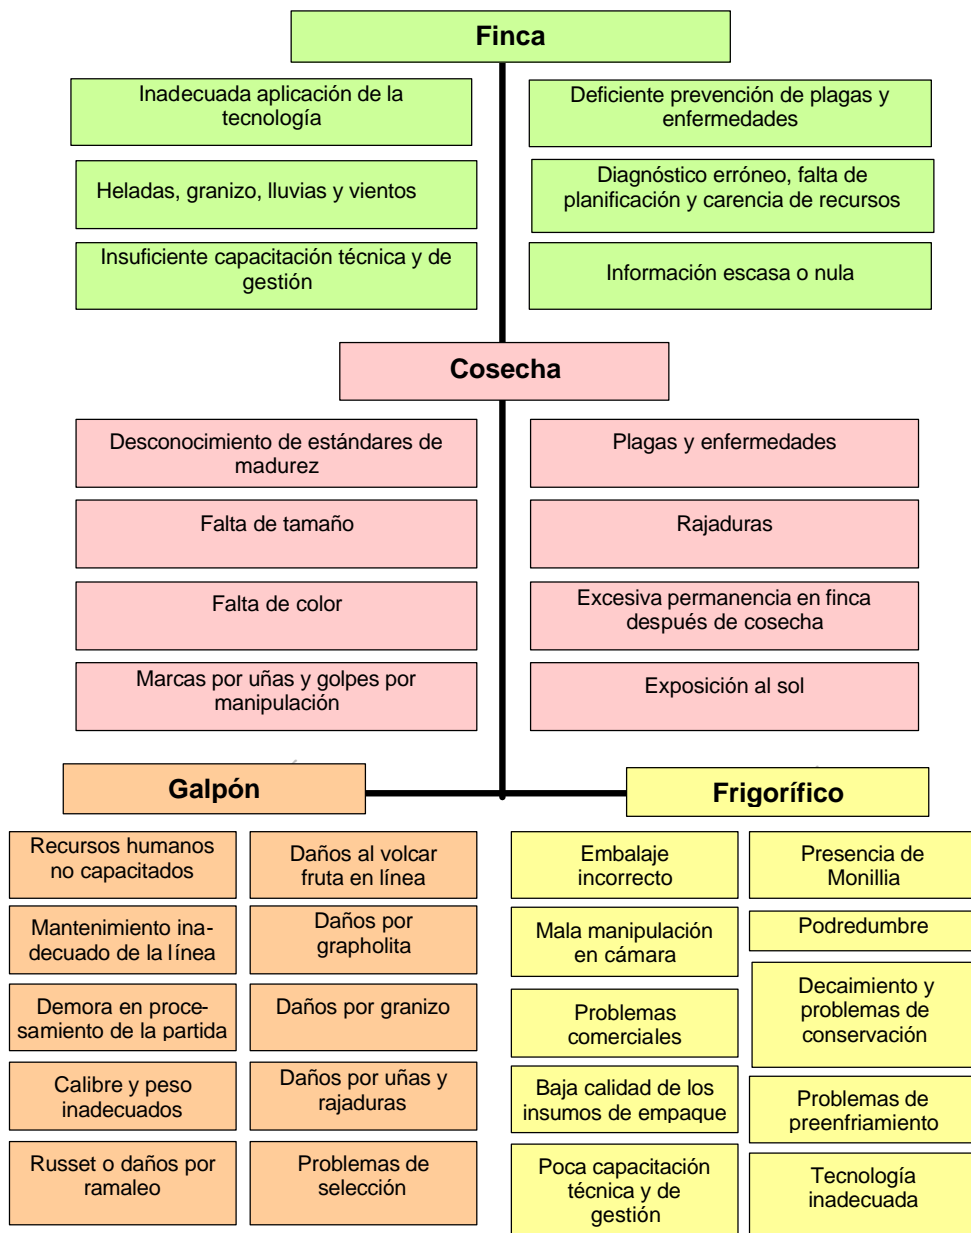 Finca
Inadecuada aplicación de la
tecnología
Deficiente prevención de plagas y
enfermedades
Heladas, granizo, lluvias y vientos
Diagnóstico erróneo, falta de
planificación y carencia de recursos
Insuficiente capacitación técnica y de
gestión
Información escasa o nula
Cosecha
Desconocimiento de estándares de
madurez
Plagas y enfermedades
Falta de tamaño
Rajaduras
Falta de color
Excesiva permanencia en finca
después de cosecha
Marcas por uñas y golpes por
manipulación
Exposición al sol
Galpón
Frigorífico
Recursos humanos
no capacitados
Daños al volcar
fruta en línea
Mantenimiento ina-
decuado de la línea
Daños por
grapholita
Demora en proce-
samiento de la partida
Daños por granizo
Calibre y peso
inadecuados
Daños por uñas y
rajaduras
Russet o daños por
ramaleo
Problemas de
selección
Embalaje
incorrecto
Presencia de
Monillia
Mala manipulación
en cámara
Podredumbre
Problemas
comerciales
Decaimiento y
problemas de
conservación
Baja calidad de los
insumos de empaque
Problemas de
preenfriamiento
Poca capacitación
técnica y de
gestión
Tecnología
inadecuada